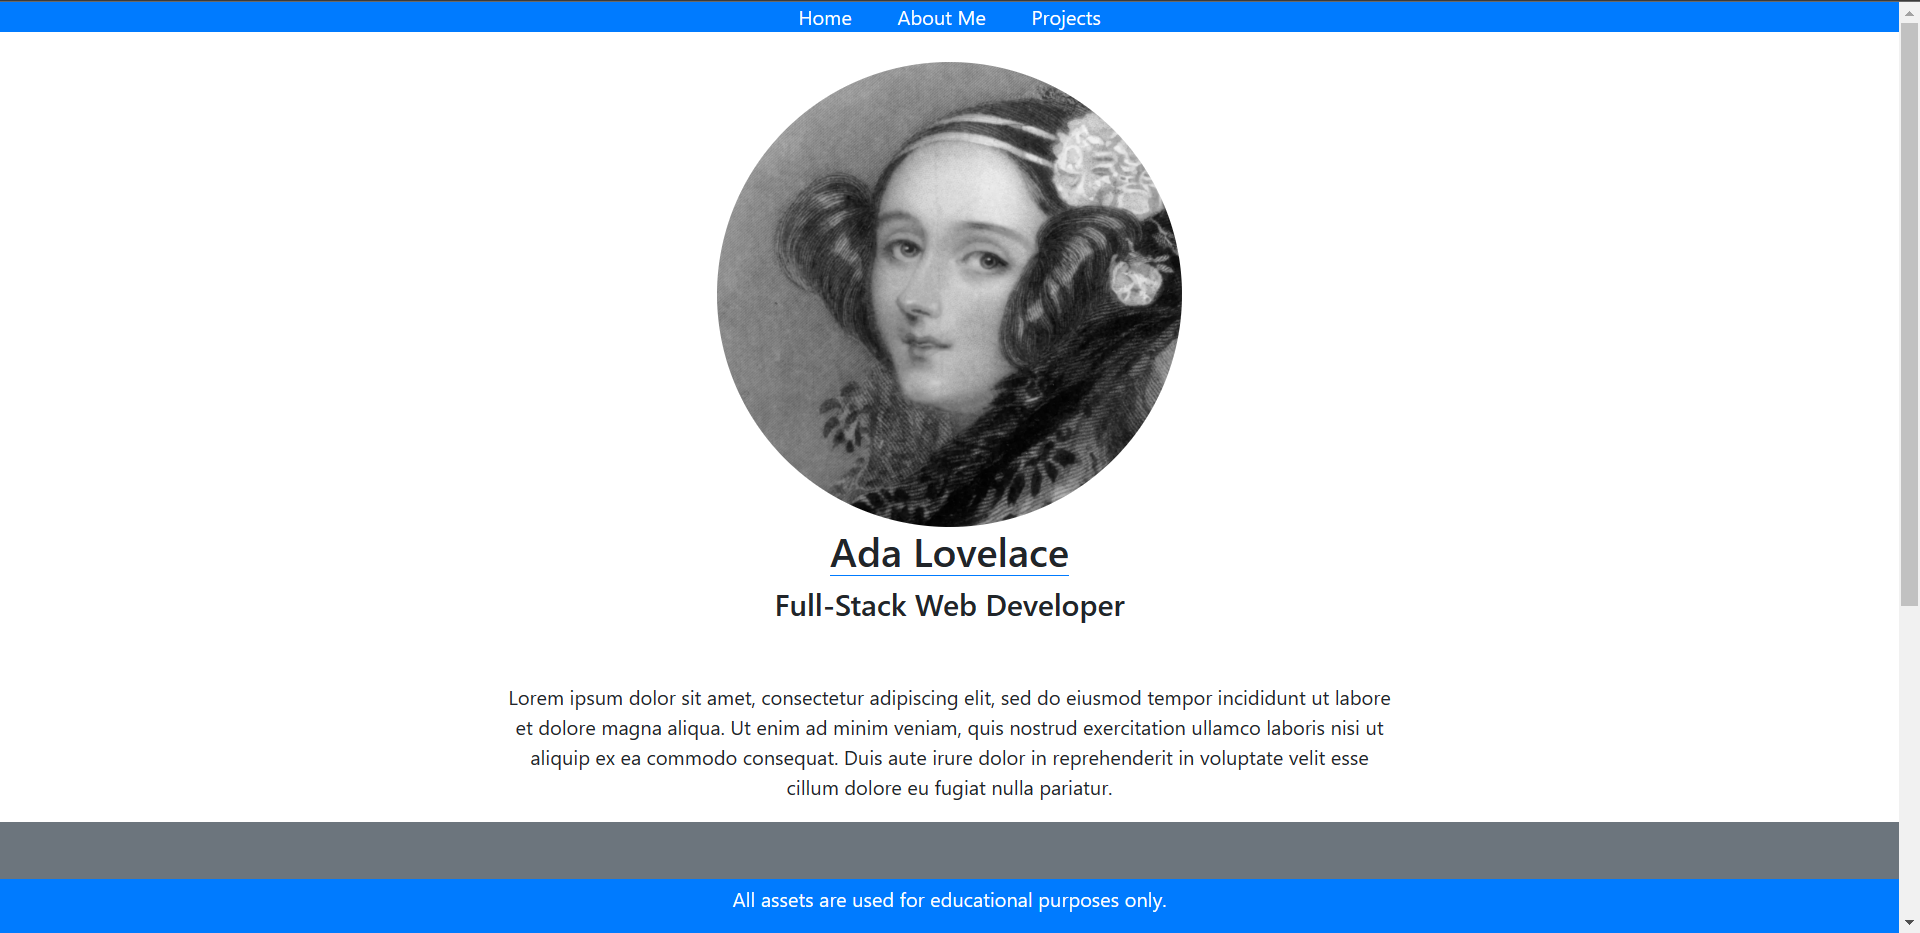 Home About Me Projects
Ada Lovelace
Full-Stack Web Developer
Lorem ipsum dolor sit amet, consectetur adipiscing elit, sed do eiusmod tempor incididunt ut labore
et dolore magna aliqua. Ut enim ad minim veniam, quis nostrud exercitation ullamco laboris nisi ut
aliquip ex ea commodo consequat. Duis aute irure dolor in reprehenderit in voluptate velit esse
cillum dolore eu fugiat nulla pariatur.
All assets are used for educational purposes only.